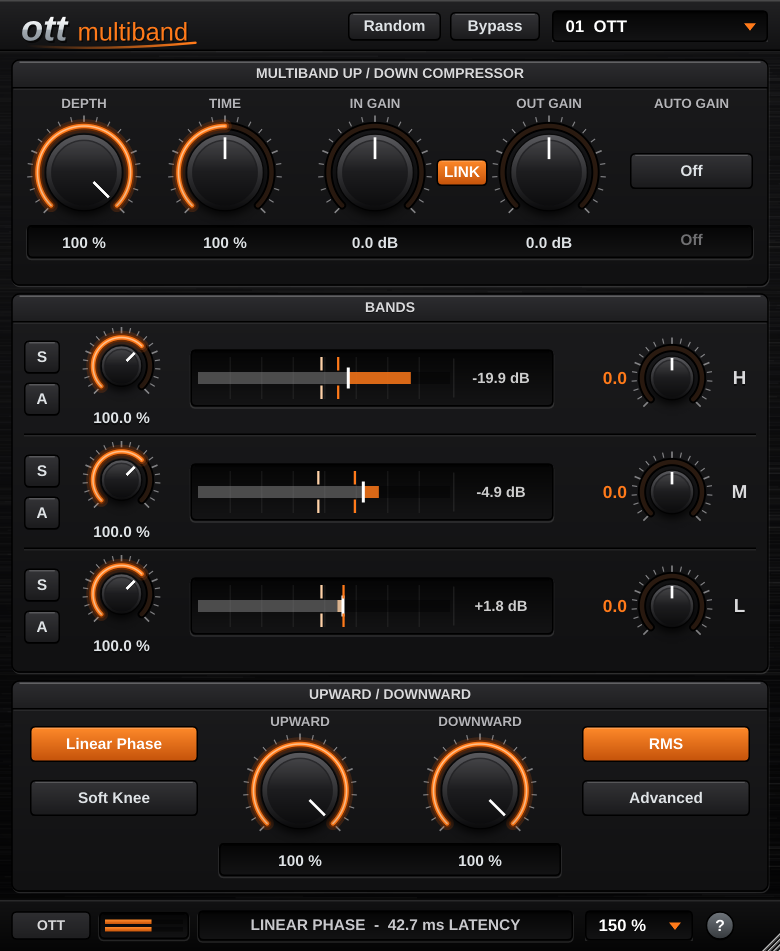 ott multiband Random Bypass 01 OTT
MULTIBAND UP / DOWN COMPRESSOR
DEPTH TIME IN GAIN OUT GAIN AUTO GAIN
LINK Off
100 % 100 % 0.0 dB 0.0 dB Off
BANDS
S
-19.9 dB 0.0 H
A
100.0 %
S
-4.9 dB 0.0 M
A
100.0 %
S
+1.8 dB 0.0 L
A
100.0 %
UPWARD / DOWNWARD
UPWARD DOWNWARD
Linear Phase RMS
Soft Knee Advanced
100 % 100 %
OTT LINEAR PHASE - 42.7 ms LATENCY 150 % ?